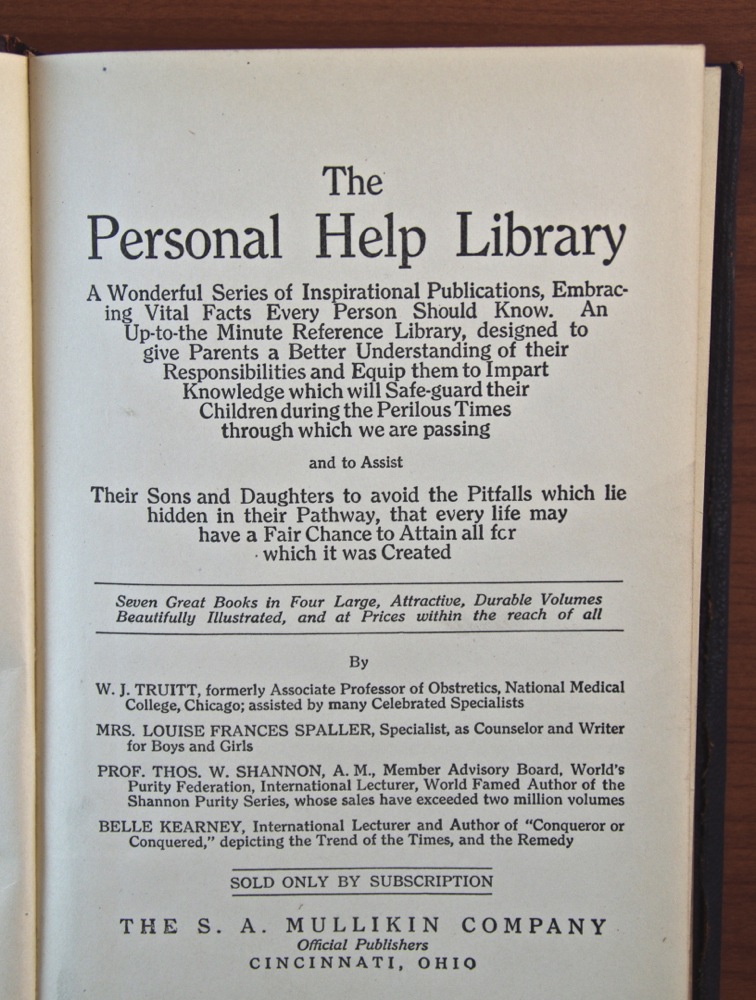 The
Personal Help Library
A Wonderful Series of Inspirational Publications, Embrac-
ing Vital Facts Every Person Should Know. An
Up-to-the Minute Reference Library, designed to
give Parents a Better Understanding of their
Responsibilities and Equip them to Impart
Knowledge which will Safe-guard their
Children during the Perilous Times
through which we are passing
and to Assist
Their Sons and Daughters to avoid the Pitfalls which lie
hidden in their Pathway, that every life may
have a Fair Chance to Attain all for
which it was Created
Seven Great Books in Four Large, Attractive, Durable Volumes
Beautifully Illustrated, and at Prices within the reach of all
By
W. J. TRUITT, formerly Associate Professor of Obstretics, National Medical
College, Chicago; assisted by many Celebrated Specialists
MRS. LOUISE FRANCES SPALLER, Specialist, as Counselor and Writer
for Boys and Girls
PROF. THOS. W. SHANNON, A. M., Member Advisory Board, World's
Purity Federation, International Lecturer, World Famed Author of the
Shannon Purity Series, whose sales have exceeded two million volumes
BELLE KEARNEY, International Lecturer and Author of "Conqueror or
Conquered," depicting the Trend of the Times, and the Remedy
SOLD ONLY BY SUBSCRIPTION
THE S. A. MULLIKIN COMPANY
Official Publishers
CINCINNATI, OHIO